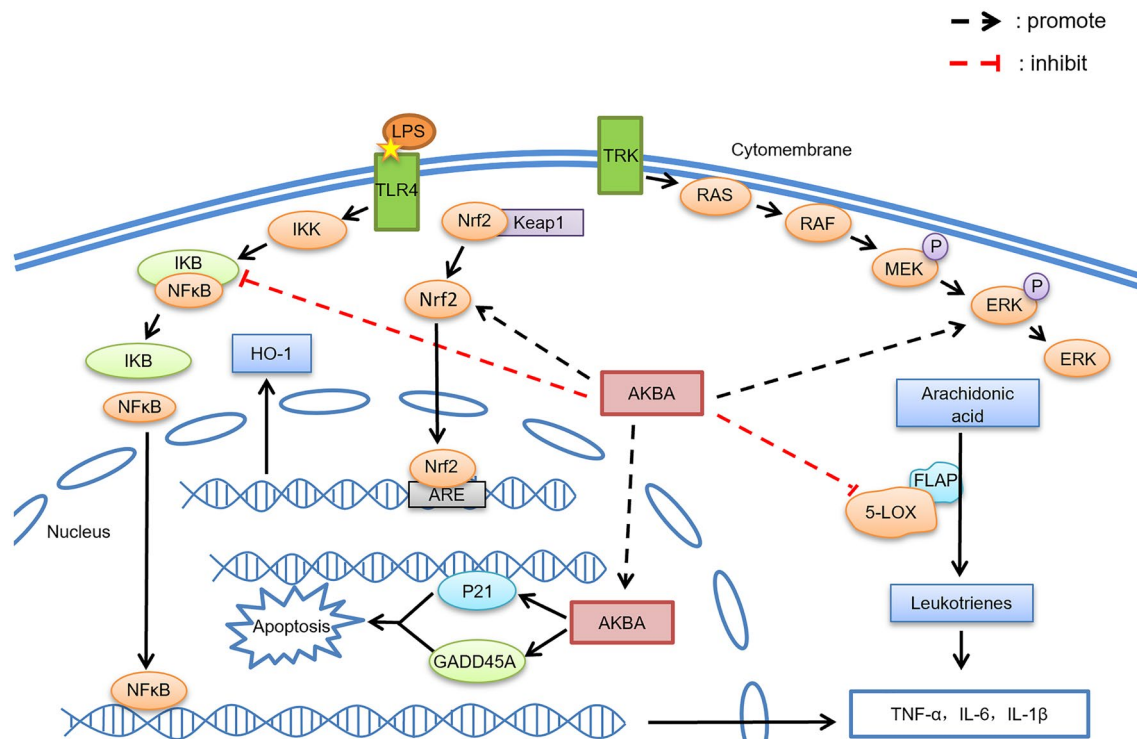 : promote
: inhibit
LPS
TRK
Cytomembrane
TLR4
RAS
Nrf2
Keap1
IKK
RAF
P
MEK
IKB
NFκB
Nrf2
P
ERK
ERK
IKB
HO-1
NFκB
AKBA
Arachidonic
acid
Nrf2
ARE
FLAP
5-LOX
Nucleus
P21
Apoptosis
AKBA
Leukotrienes
GADD45A
NFκB
TNF-α, IL-6, IL-1β